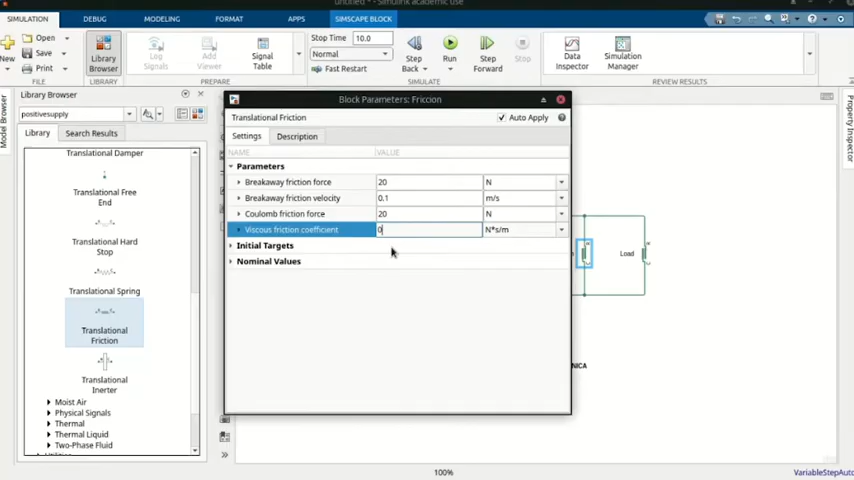 untitled * - Simulink academic use
SIMULATION DEBUG MODELING FORMAT APPS SIMSCAPE BLOCK
New
Open
Save
Print
FILE
Library Browser
LIBRARY
Log Signals
Add Viewer
Signal Table
PREPARE
Stop Time 10.0
Normal
Fast Restart
Step Back
Run
Step Forward
Stop
SIMULATE
Data Inspector
Simulation Manager
REVIEW RESULTS
Model Browser
Library Browser
positivesupply
Library Search Results
Translational Damper
Translational Free End
Translational Hard Stop
Translational Spring
Translational Friction
Translational Inerter
Moist Air
Physical Signals
Thermal
Thermal Liquid
Two-Phase Fluid
Block Parameters: Friccion
Translational Friction
Auto Apply
Settings Description
NAME VALUE
Parameters
Breakaway friction force 20 N
Breakaway friction velocity 0.1 m/s
Coulomb friction force 20 N
Viscous friction coefficient 0 N*s/m
Initial Targets
Nominal Values
Load
NICA
Property Inspector
100%
VariableStepAuto